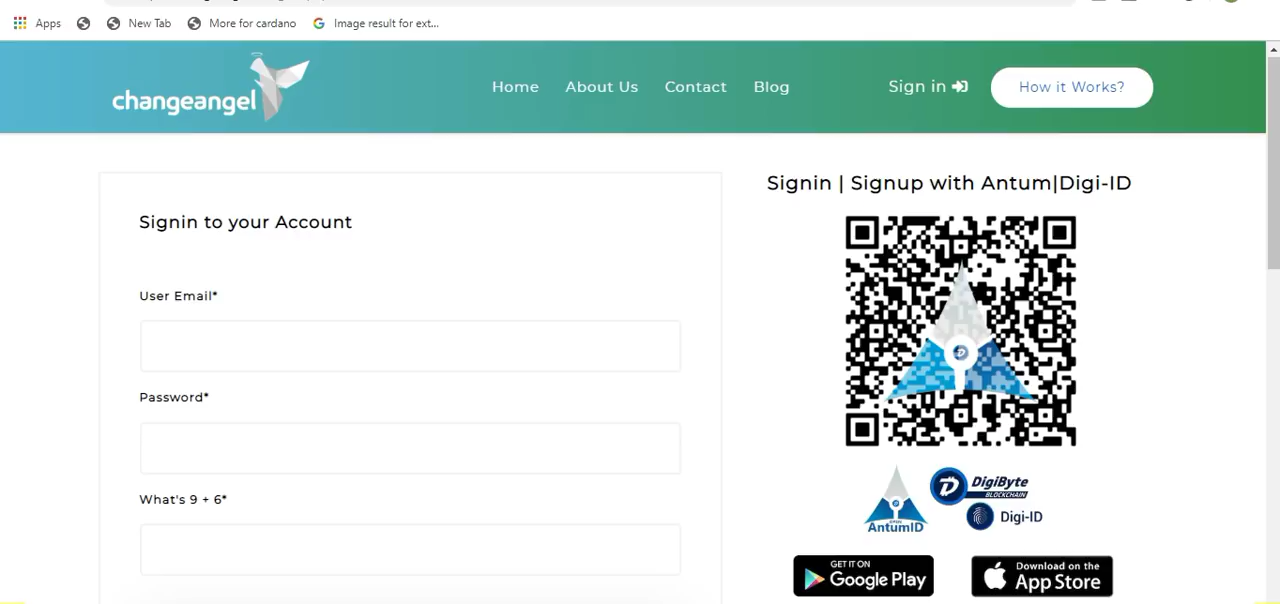 Apps
New Tab
More for cardano
Image result for ext...
changeangel
Home
About Us
Contact
Blog
Sign in
How it Works?
Signin to your Account
User Email*
Password*
What's 9 + 6*
Signin | Signup with Antum|Digi-ID
AntumID
DigiByte
BLOCKCHAIN
Digi-ID
GET IT ON
Google Play
Download on the
App Store